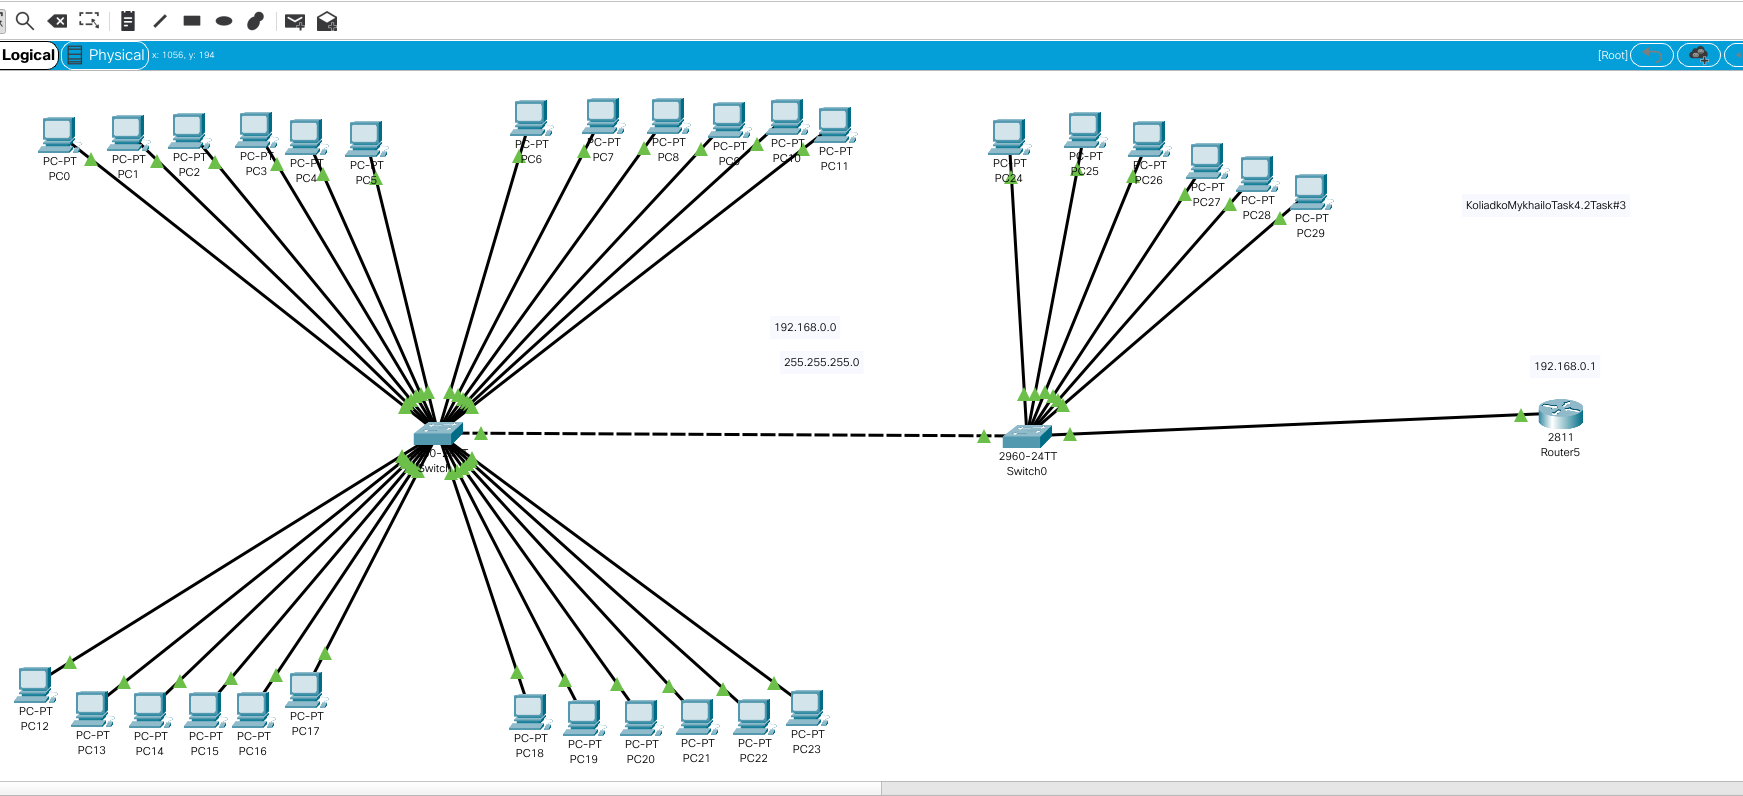 Logical
Physical
x: 1056, y: 194
[Root]
PC-PT
PC0
PC-PT
PC1
PC-PT
PC2
PC-PT
PC3
PC-PT
PC4
PC-PT
PC5
PC-PT
PC6
PC-PT
PC7
PC-PT
PC8
PC-PT
PC9
PC-PT
PC10
PC-PT
PC11
PC-PT
PC24
PC-PT
PC25
PC-PT
PC26
PC-PT
PC27
PC-PT
PC28
PC-PT
PC29
KoliadkoMykhailoTask4.2Task#3
192.168.0.0
255.255.255.0
192.168.0.1
2811
Router5
Switch
2960-24TT
Switch0
PC-PT
PC12
PC-PT
PC13
PC-PT
PC14
PC-PT
PC15
PC-PT
PC16
PC-PT
PC17
PC-PT
PC18
PC-PT
PC19
PC-PT
PC20
PC-PT
PC21
PC-PT
PC22
PC-PT
PC23